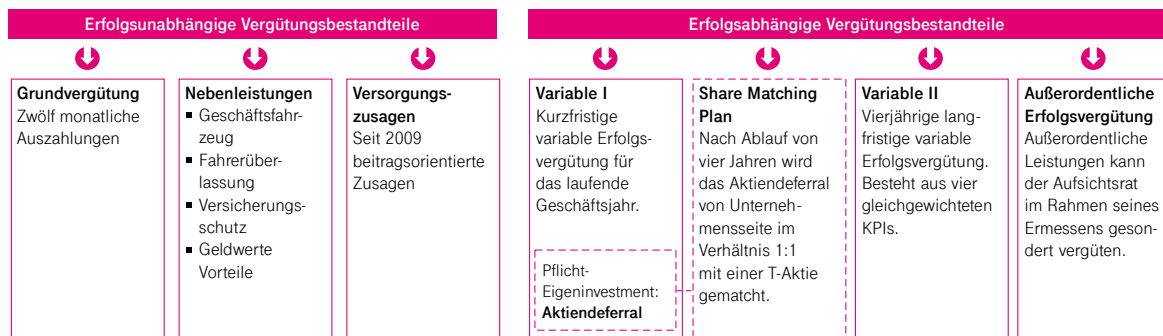 Erfolgsunabhängige Vergütungsbestandteile
Grundvergütung
Zwölf monatliche
Auszahlungen
Nebenleistungen
▪ Geschäftsfahr-
zeug
▪ Fahrerüber-
lassung
▪ Versicherungs-
schutz
▪ Geldwerte
Vorteile
Versorgungs-
zusagen
Seit 2009
beitragsorientierte
Zusagen
Erfolgsabhängige Vergütungsbestandteile
Variable I
Kurzfristige
variable Erfolgs-
vergütung für
das laufende
Geschäftsjahr.
Pflicht-
Eigeninvestment:
Aktiendeferral
Share Matching
Plan
Nach Ablauf von
vier Jahren wird
das Aktiendeferral
von Unterneh-
mensseite im
Verhältnis 1:1
mit einer T-Aktie
gematcht.
Variable II
Vierjährige lang-
fristige variable
Erfolgsvergütung.
Besteht aus vier
gleichgewichteten
KPIs.
Außerordentliche
Erfolgsvergütung
Außerordentliche
Leistungen kann
der Aufsichtsrat
im Rahmen seines
Ermessens geson-
dert vergüten.